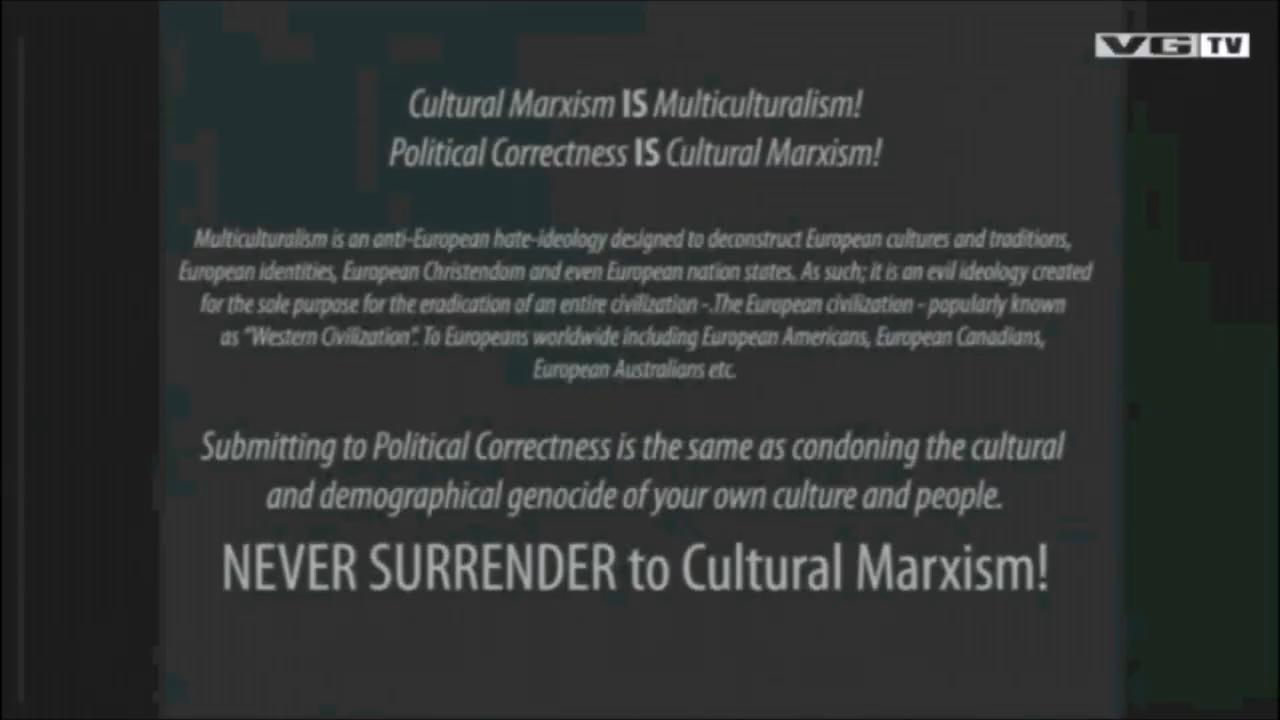 VG TV
Cultural Marxism IS Multiculturalism!
Political Correctness IS Cultural Marxism!
Multiculturalism is an anti-European hate-ideology designed to deconstruct European cultures and traditions,
European identities, European Christendom and even European nation states. As such; it is an evil ideology created
for the sole purpose for the eradication of an entire civilization -.The European civilization - popularly known
as "Western Civilization". To Europeans worldwide including European Americans, European Canadians,
European Australians etc.
Submitting to Political Correctness is the same as condoning the cultural
and demographical genocide of your own culture and people.
NEVER SURRENDER to Cultural Marxism!